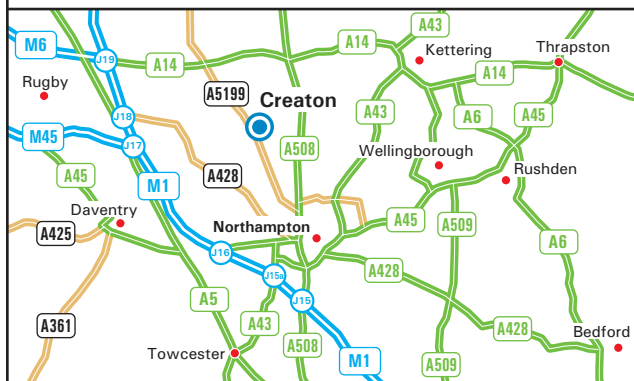 A43
M6
A14
Kettering
Thrapston
J19
A14
A14
Rugby
A5199
Creaton
A43
A6
A45
J18
M45
J17
A508
Wellingborough
Rushden
A45
M1
A428
Daventry
Northampton
A45
A509
A425
J16
A6
J15a
A428
A5
J15
A361
A43
A508
A428
Bedford
Towcester
M1
A509